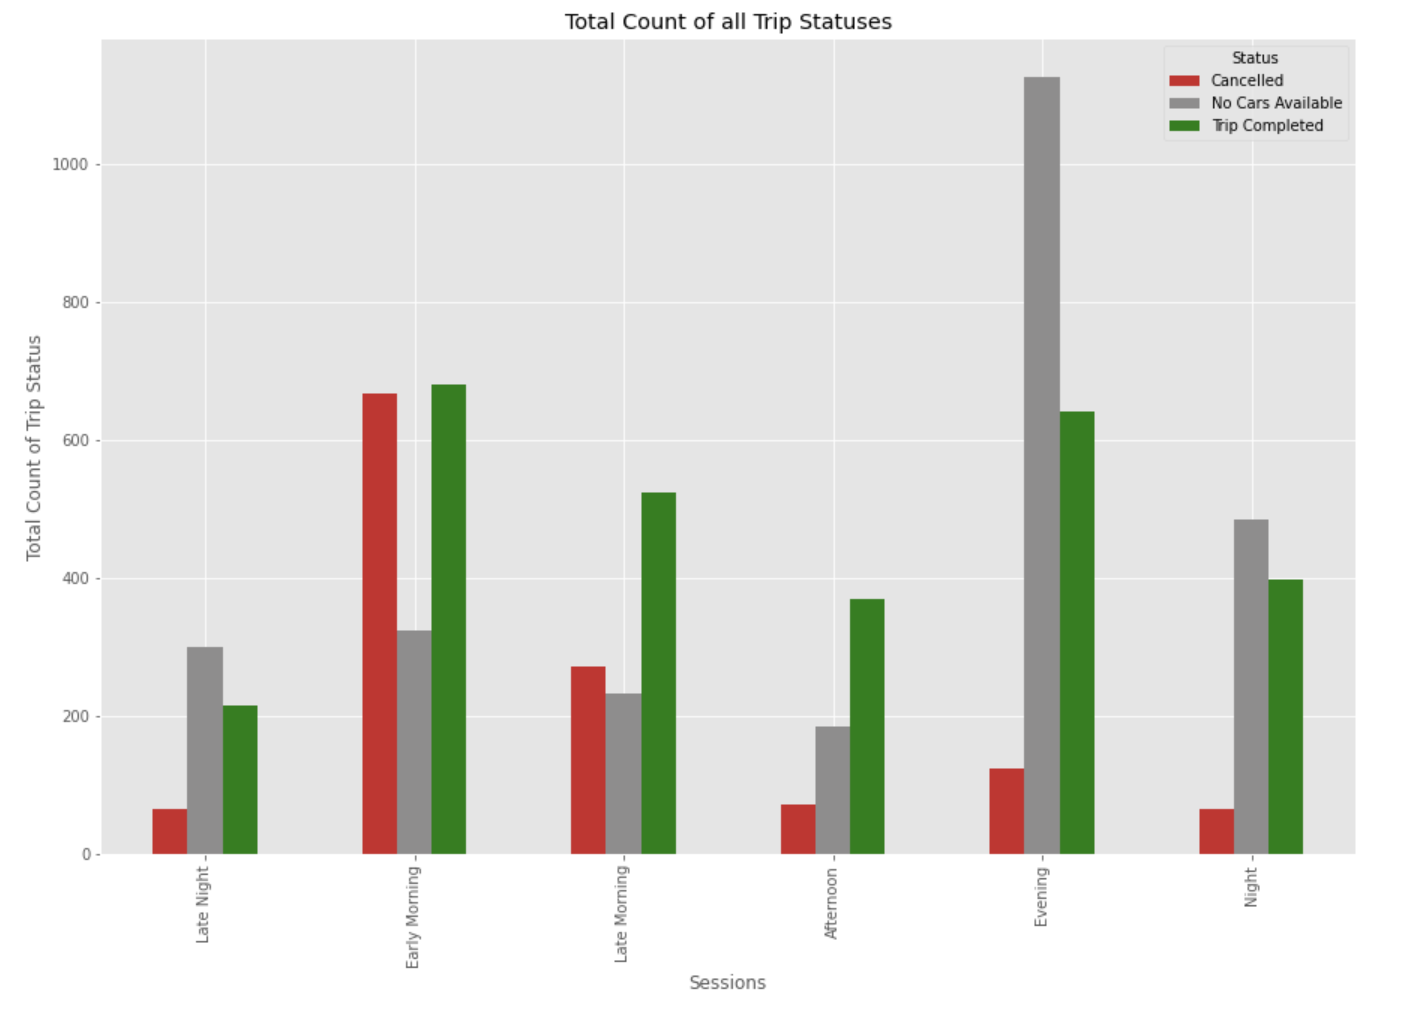 Total Count of all Trip Statuses
Status
Cancelled
No Cars Available
Trip Completed
Total Count of Trip Status
1000
800
600
400
200
0
Late Night
Early Morning
Late Morning
Afternoon
Evening
Night
Sessions